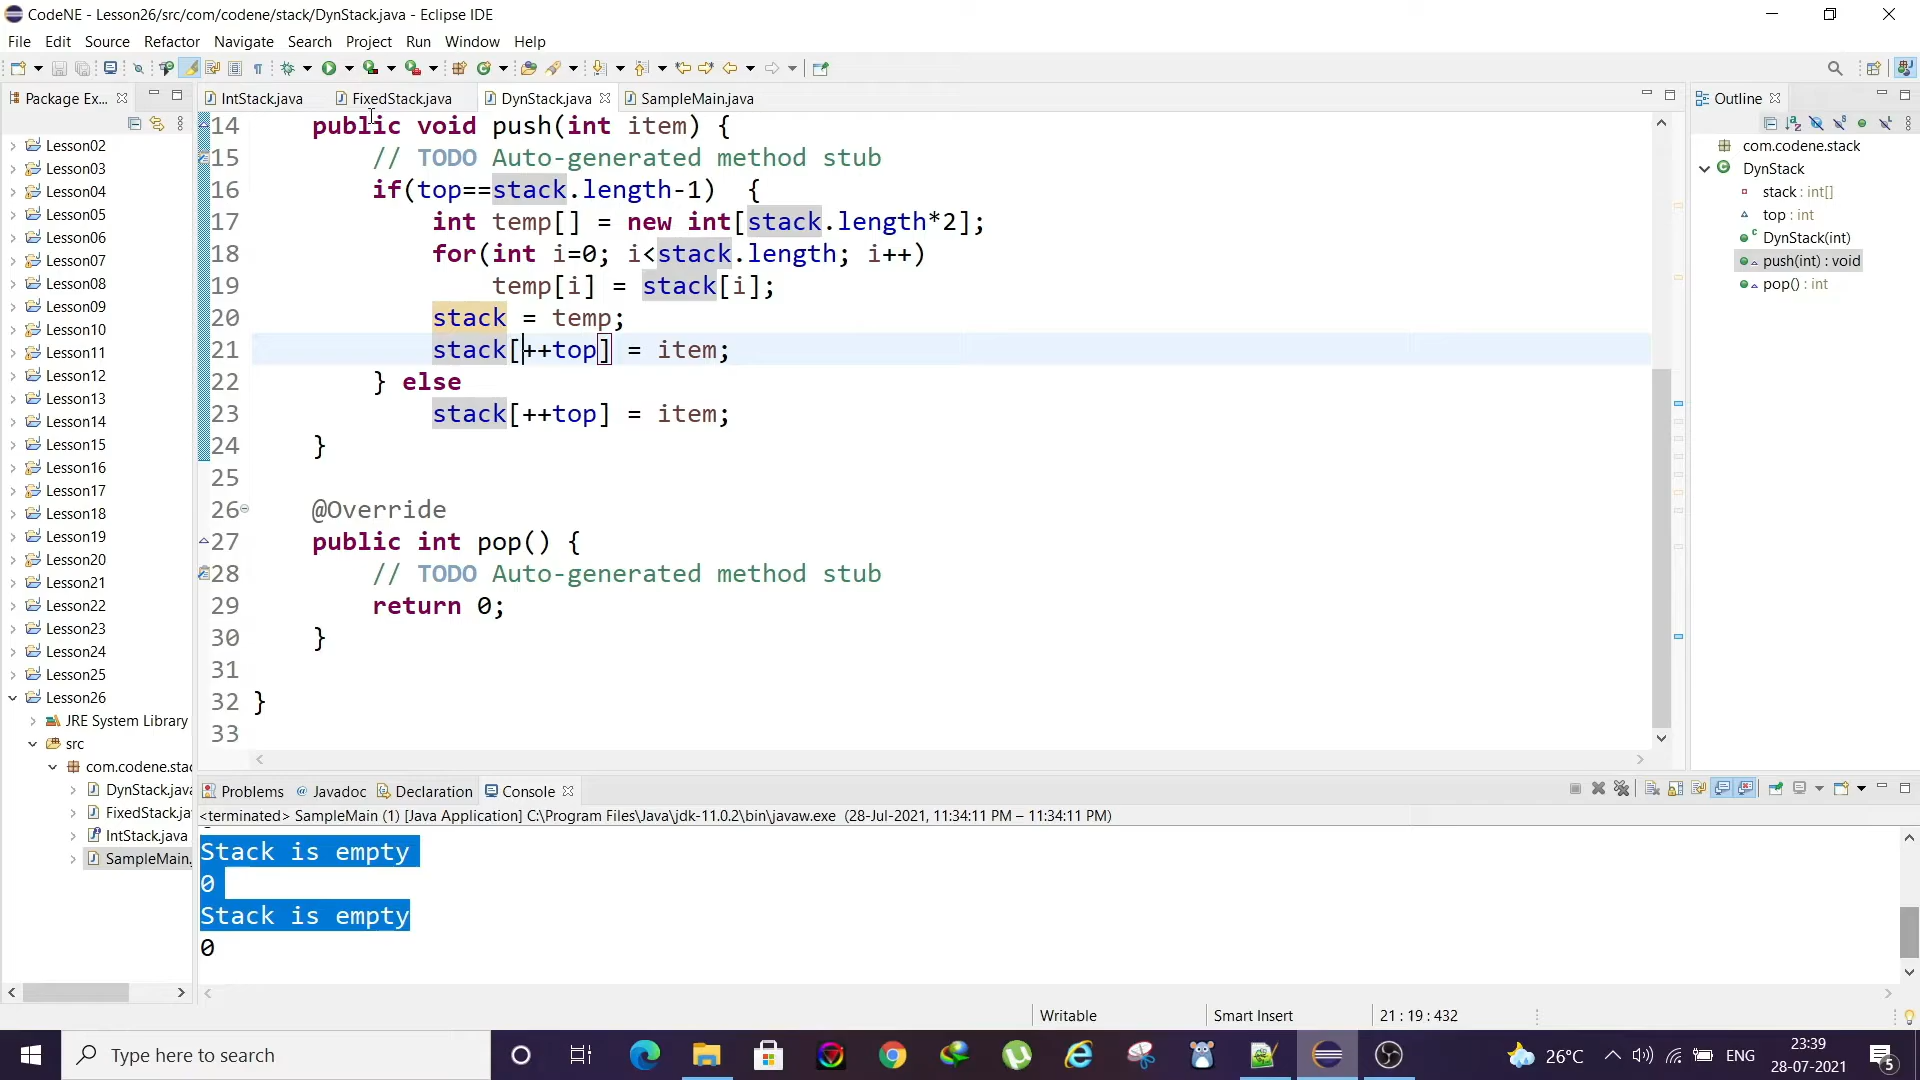 CodeNE - Lesson26/src/com/codene/stack/DynStack.java - Eclipse IDE
File Edit Source Refactor Navigate Search Project Run Window Help
Package Ex...
IntStack.java FixedStack.java DynStack.java SampleMain.java
Outline
Lesson02
Lesson03
Lesson04
Lesson05
Lesson06
Lesson07
Lesson08
Lesson09
Lesson10
Lesson11
Lesson12
Lesson13
Lesson14
Lesson15
Lesson16
Lesson17
Lesson18
Lesson19
Lesson20
Lesson21
Lesson22
Lesson23
Lesson24
Lesson25
Lesson26
JRE System Library
src
com.codene.stac
DynStack.java
FixedStack.ja
IntStack.java
SampleMain.
14 public void push(int item) {
15 // TODO Auto-generated method stub
16 if(top==stack.length-1) {
17 int temp[] = new int[stack.length*2];
18 for(int i=0; i<stack.length; i++)
19 temp[i] = stack[i];
20 stack = temp;
21 stack[++top] = item;
22 } else
23 stack[++top] = item;
24 }
25
26 @Override
27 public int pop() {
28 // TODO Auto-generated method stub
29 return 0;
30 }
31
32 }
33
com.codene.stack
DynStack
stack : int[]
top : int
DynStack(int)
push(int) : void
pop() : int
Problems @ Javadoc Declaration Console
<terminated> SampleMain (1) [Java Application] C:\Program Files\Java\jdk-11.0.2\bin\javaw.exe (28-Jul-2021, 11:34:11 PM – 11:34:11 PM)
Stack is empty
0
Stack is empty
0
Writable Smart Insert 21 : 19 : 432
Type here to search
26°C ENG
23:39
28-07-2021
5